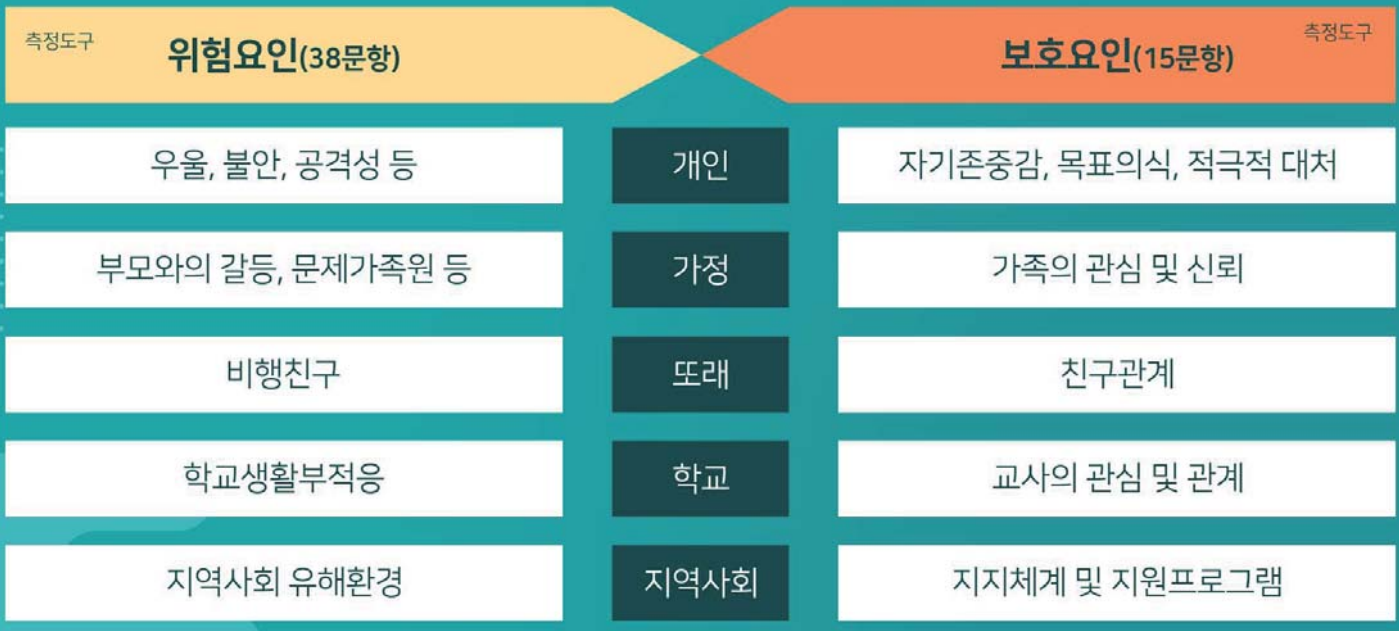 측정도구
위험요인(38문항)
보호요인(15문항)
측정도구
우울, 불안, 공격성 등
개인
자기존중감, 목표의식, 적극적 대처
부모와의 갈등, 문제가족원 등
가정
가족의 관심 및 신뢰
비행친구
또래
친구관계
학교생활부적응
학교
교사의 관심 및 관계
지역사회 유해환경
지역사회
지지체계 및 지원프로그램